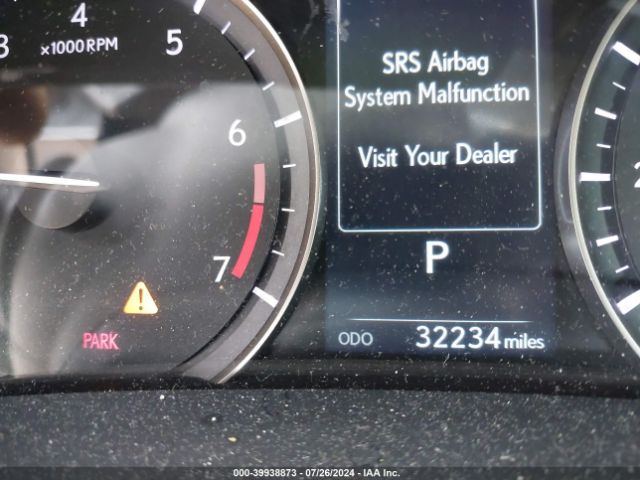 4
3
x1000RPM
5
6
7
PARK
SRS Airbag
System Malfunction
Visit Your Dealer
P
ODO 32234 miles
2
000-39938873 / 07/26/2024 - IAA Inc.